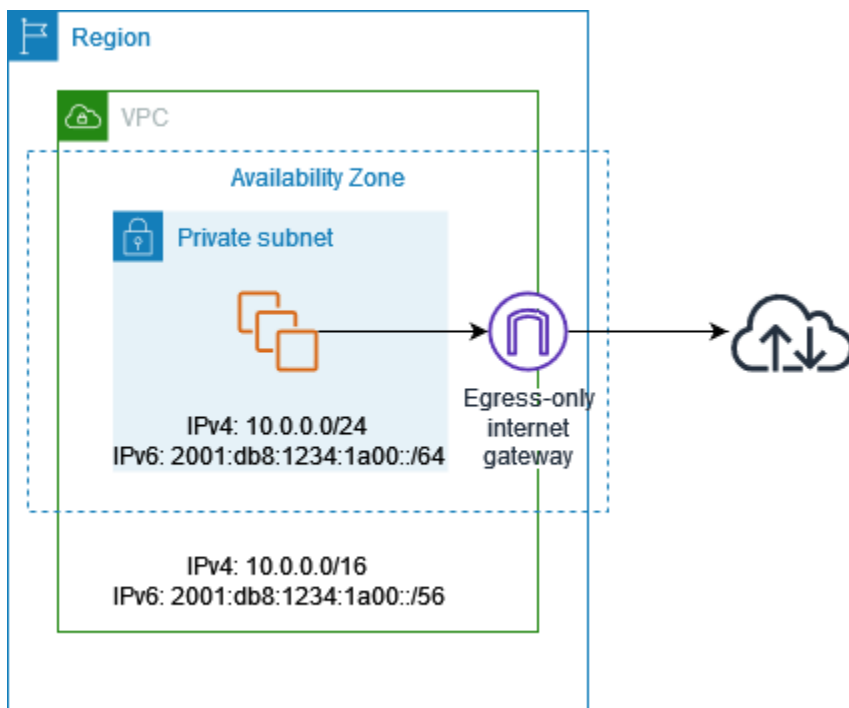 Region
VPC
Availability Zone
Private subnet
IPv4: 10.0.0.0/24
IPv6: 2001:db8:1234:1a00::/64
Egress-only
internet
gateway
IPv4: 10.0.0.0/16
IPv6: 2001:db8:1234:1a00::/56